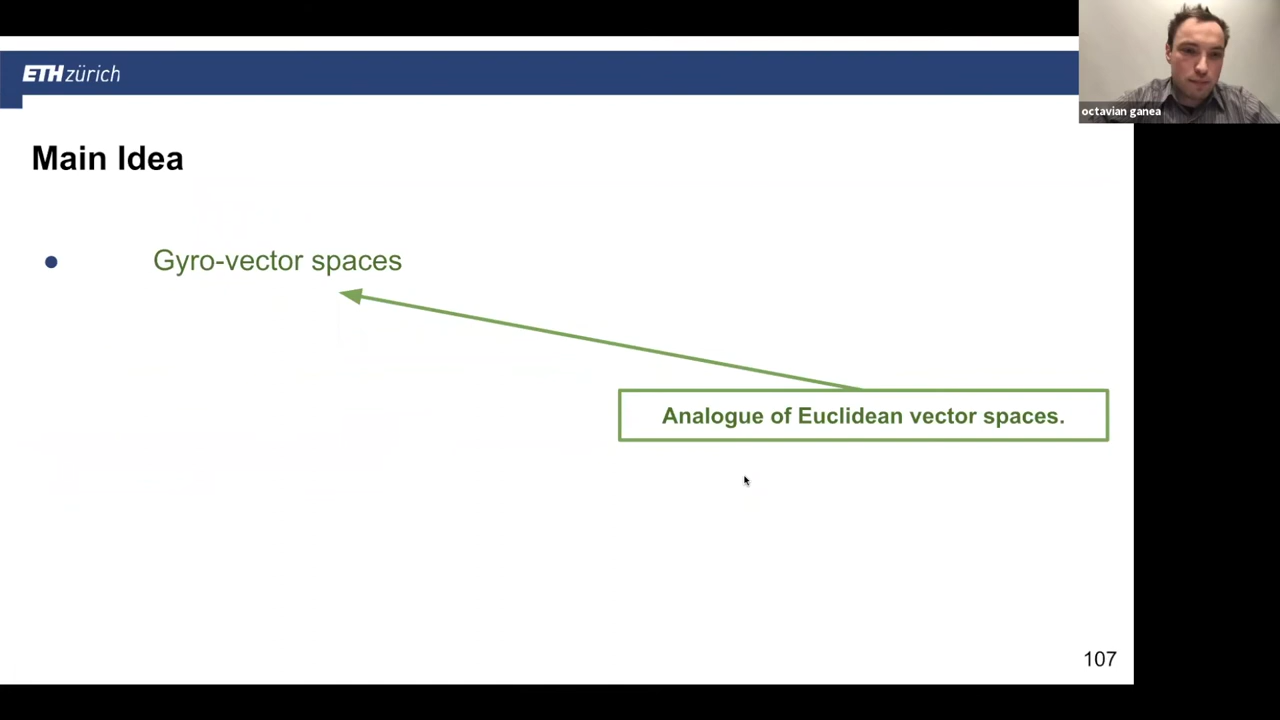 ETH zürich
octavian ganea
Main Idea
Gyro-vector spaces
Analogue of Euclidean vector spaces.
107